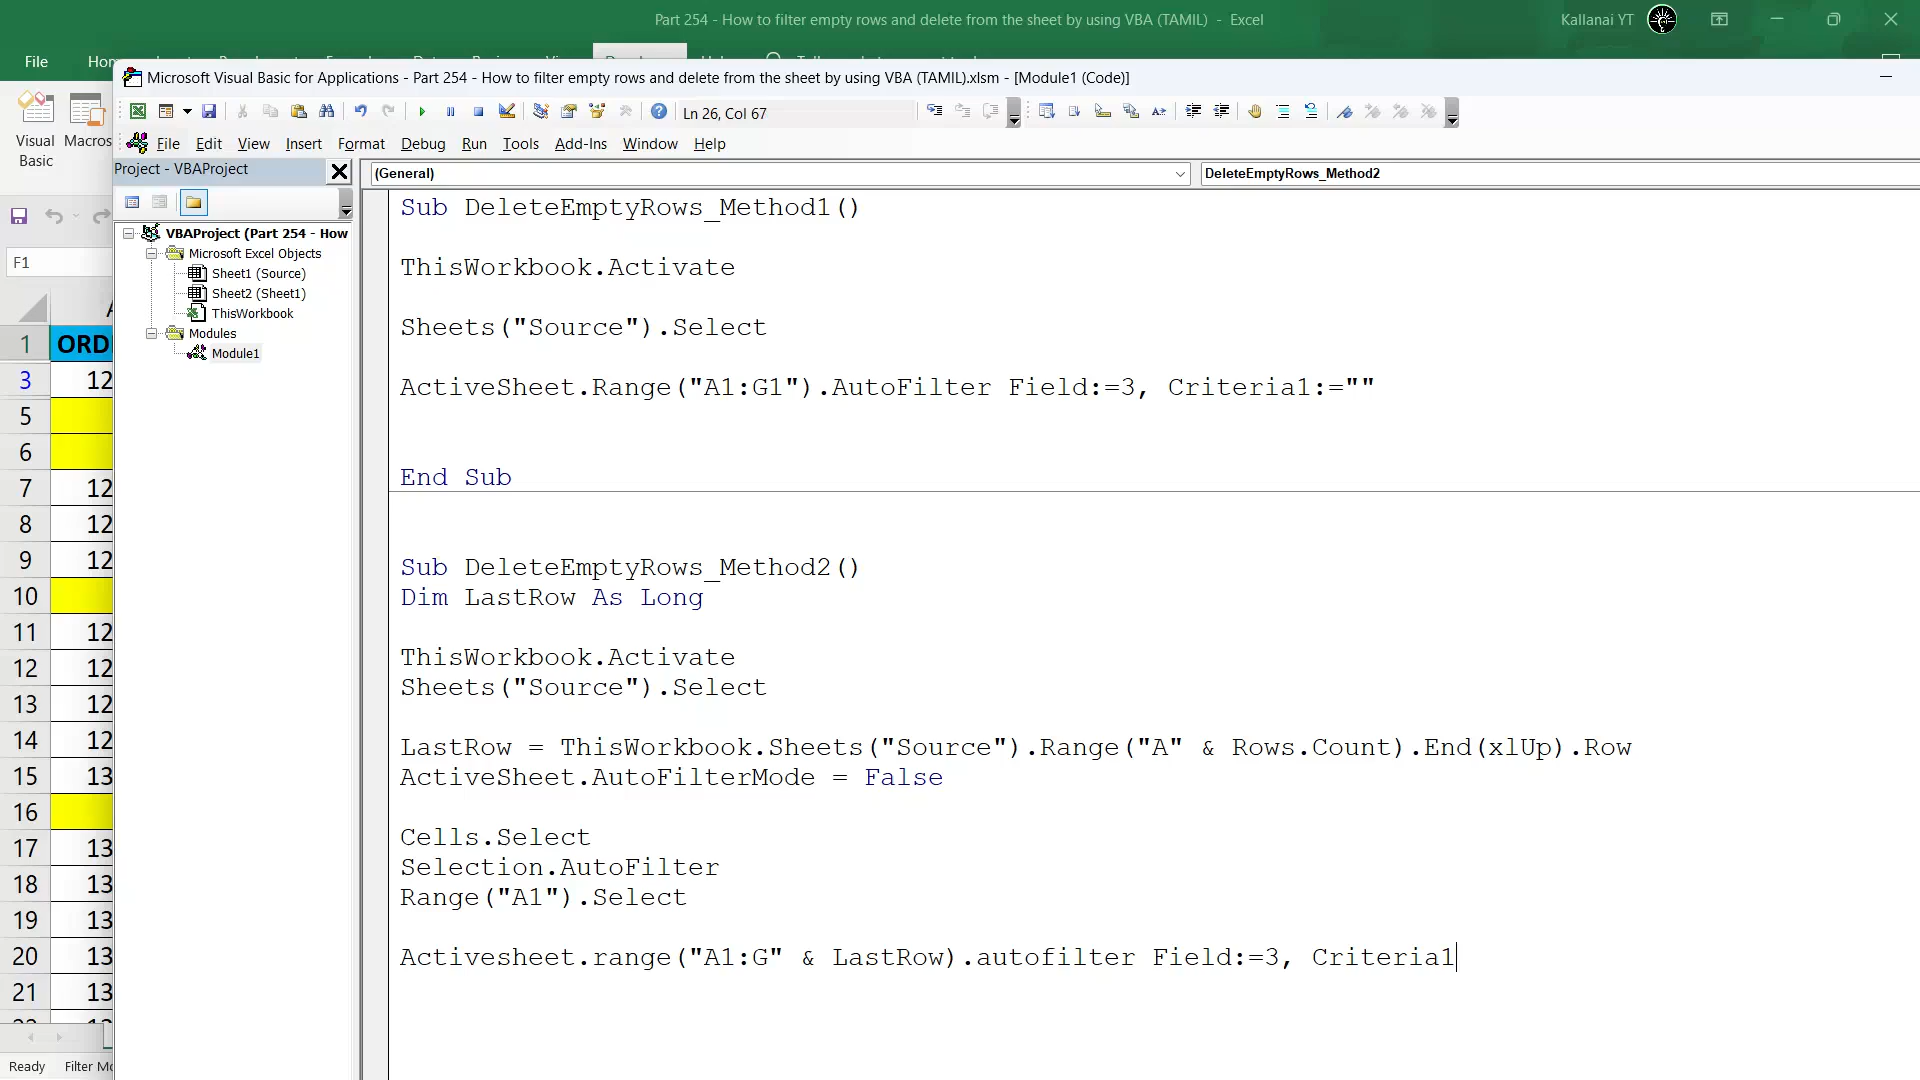 Part 254 - How to filter empty rows and delete from the sheet by using VBA (TAMIL) - Excel
Kallanai YT
File
Microsoft Visual Basic for Applications - Part 254 - How to filter empty rows and delete from the sheet by using VBA (TAMIL).xlsm - [Module1 (Code)]
Ln 26, Col 67
Visual Basic
Macros
File Edit View Insert Format Debug Run Tools Add-Ins Window Help
Project - VBAProject
(General)
DeleteEmptyRows_Method2
VBAProject (Part 254 - How
Microsoft Excel Objects
Sheet1 (Source)
Sheet2 (Sheet1)
ThisWorkbook
Modules
Module1
F1
1 ORD
3 12
5
6
7 12
8 12
9 12
10
11 12
12 12
13 12
14 12
15 13
16
17 13
18 13
19 13
20 13
21 13
Ready Filter Mo
Sub DeleteEmptyRows_Method1()
ThisWorkbook.Activate
Sheets("Source").Select
ActiveSheet.Range("A1:G1").AutoFilter Field:=3, Criteria1:=""
End Sub
Sub DeleteEmptyRows_Method2()
Dim LastRow As Long
ThisWorkbook.Activate
Sheets("Source").Select
LastRow = ThisWorkbook.Sheets("Source").Range("A" & Rows.Count).End(xlUp).Row
ActiveSheet.AutoFilterMode = False
Cells.Select
Selection.AutoFilter
Range("A1").Select
Activesheet.range("A1:G" & LastRow).autofilter Field:=3, Criteria1